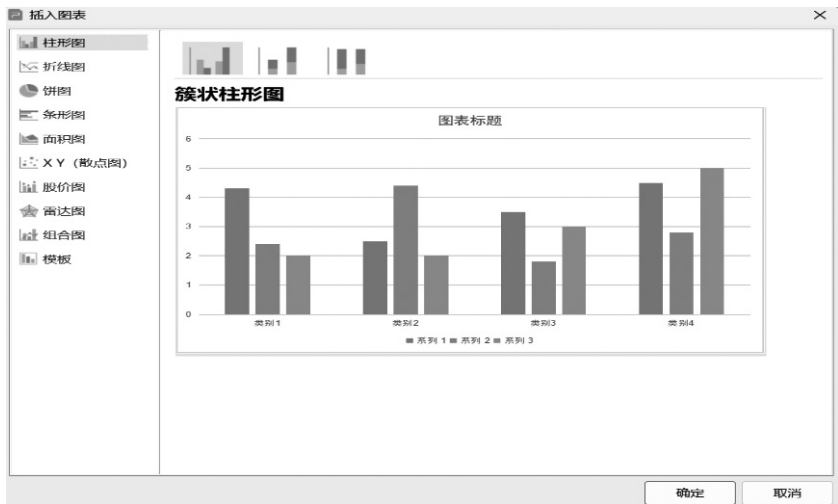 插入图表
柱形图
折线图
饼图
条形图
面积图
X Y（散点图）
股价图
雷达图
组合图
模板
簇状柱形图
图表标题
6
5
4
3
2
1
0
类别1 类别2 类别3 类别4
系列 1 系列 2 系列 3
确定 取消